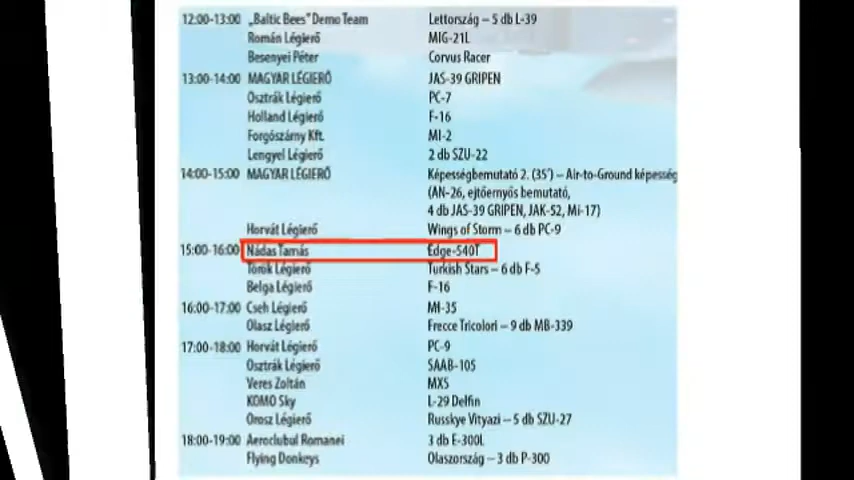 12:00-13:00 „Baltic Bees” Demo Team Lettország – 5 db L-39
Román Légierő MIG-21L
Besenyei Péter Corvus Racer
13:00-14:00 MAGYAR LÉGIERŐ JAS-39 GRIPEN
Osztrák Légierő PC-7
Holland Légierő F-16
Forgószárny Kft. MI-2
Lengyel Légierő 2 db SZU-22
14:00-15:00 MAGYAR LÉGIERŐ Képességbemutató 2. (35’) – Air-to-Ground képesség
(AN-26, ejtőernyős bemutató,
4 db JAS-39 GRIPEN, JAK-52, Mi-17)
Horvát Légierő Wings of Storm – 6 db PC-9
15:00-16:00 Nádas Tamás Edge-540T
Török Légierő Turkish Stars – 6 db F-5
Belga Légierő F-16
16:00-17:00 Cseh Légierő MI-35
Olasz Légierő Frecce Tricolori – 9 db MB-339
17:00-18:00 Horvát Légierő PC-9
Osztrák Légierő SAAB-105
Veres Zoltán MXS
KOMO Sky L-29 Delfin
Orosz Légierő Russkye Vityazi – 5 db SZU-27
18:00-19:00 Aeroclubul Romanei 3 db E-300L
Flying Donkeys Olaszország – 3 db P-300